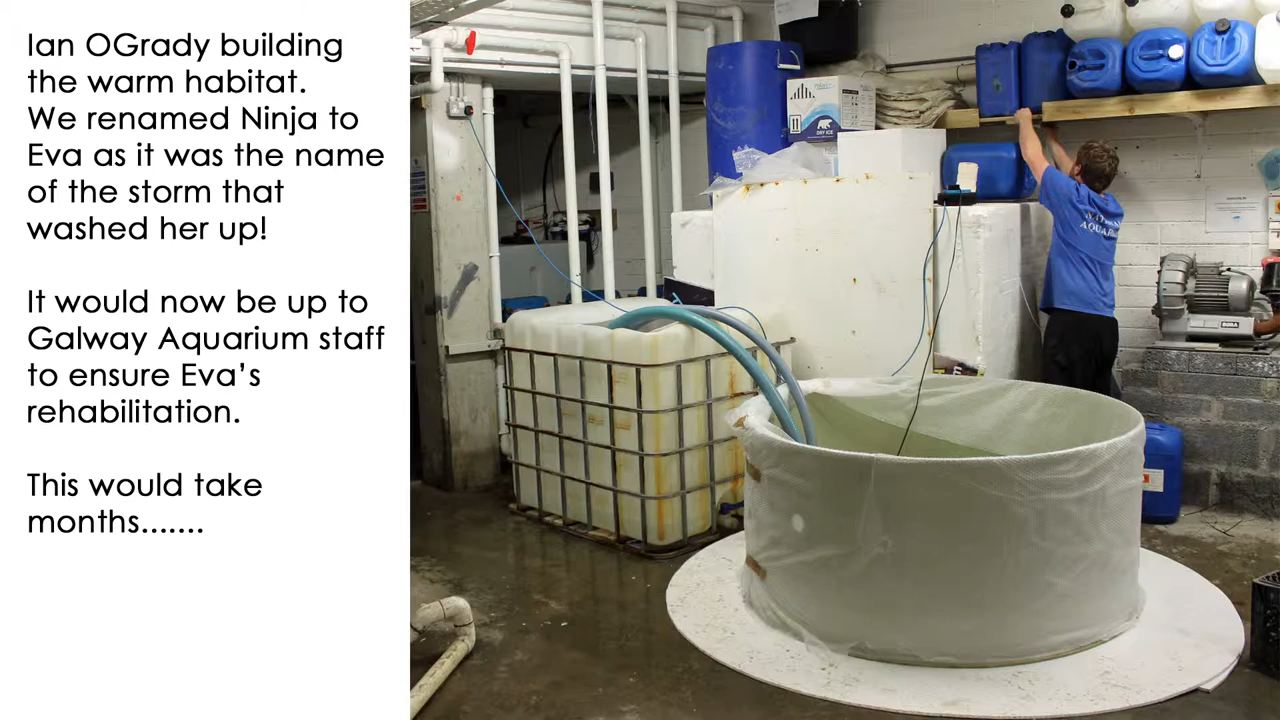 Ian OGrady building
the warm habitat.
We renamed Ninja to
Eva as it was the name
of the storm that
washed her up!
It would now be up to
Galway Aquarium staff
to ensure Eva’s
rehabilitation.
This would take
months.......
DRY ICE